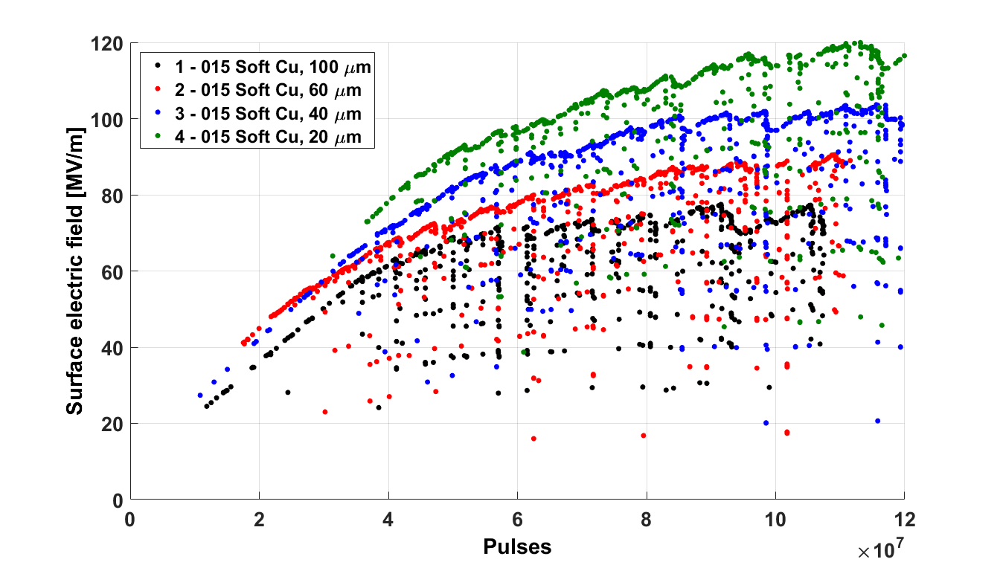 120
100
80
60
40
20
0
Surface electric field [MV/m]
1 - 015 Soft Cu, 100 μm
2 - 015 Soft Cu, 60 μm
3 - 015 Soft Cu, 40 μm
4 - 015 Soft Cu, 20 μm
0 2 4 6 8 10 12
Pulses
×10⁷